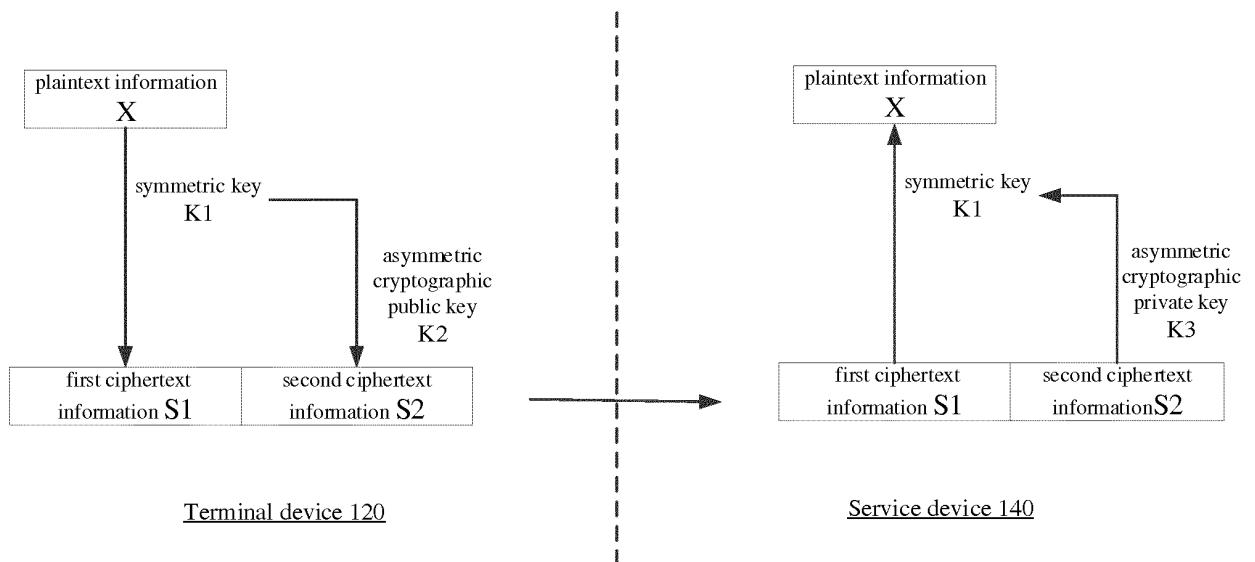 plaintext information
X
symmetric key
K1
asymmetric
cryptographic
public key
K2
first ciphertext
information S1
second ciphertext
information S2
Terminal device 120
plaintext information
X
symmetric key
K1
asymmetric
cryptographic
private key
K3
first ciphertext
information S1
second ciphertext
informationS2
Service device 140